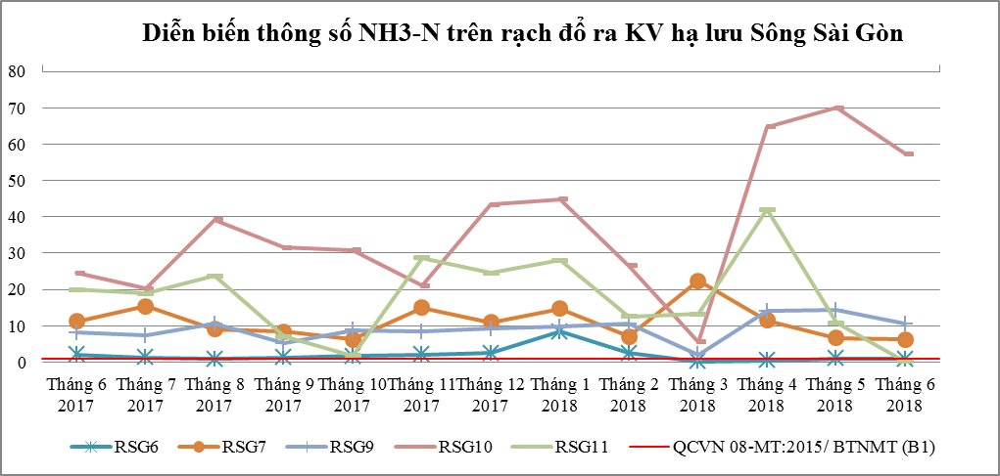 Diễn biến thông số NH3-N trên rạch đổ ra KV hạ lưu Sông Sài Gòn
80
70
60
50
40
30
20
10
0
Tháng 6 Tháng 7 Tháng 8 Tháng 9 Tháng 10 Tháng 11 Tháng 12 Tháng 1 Tháng 2 Tháng 3 Tháng 4 Tháng 5 Tháng 6
2017 2017 2017 2017 2017 2017 2017 2018 2018 2018 2018 2018 2018
RSG6 RSG7 RSG9 RSG10 RSG11 QCVN 08-MT:2015/ BTNMT (B1)